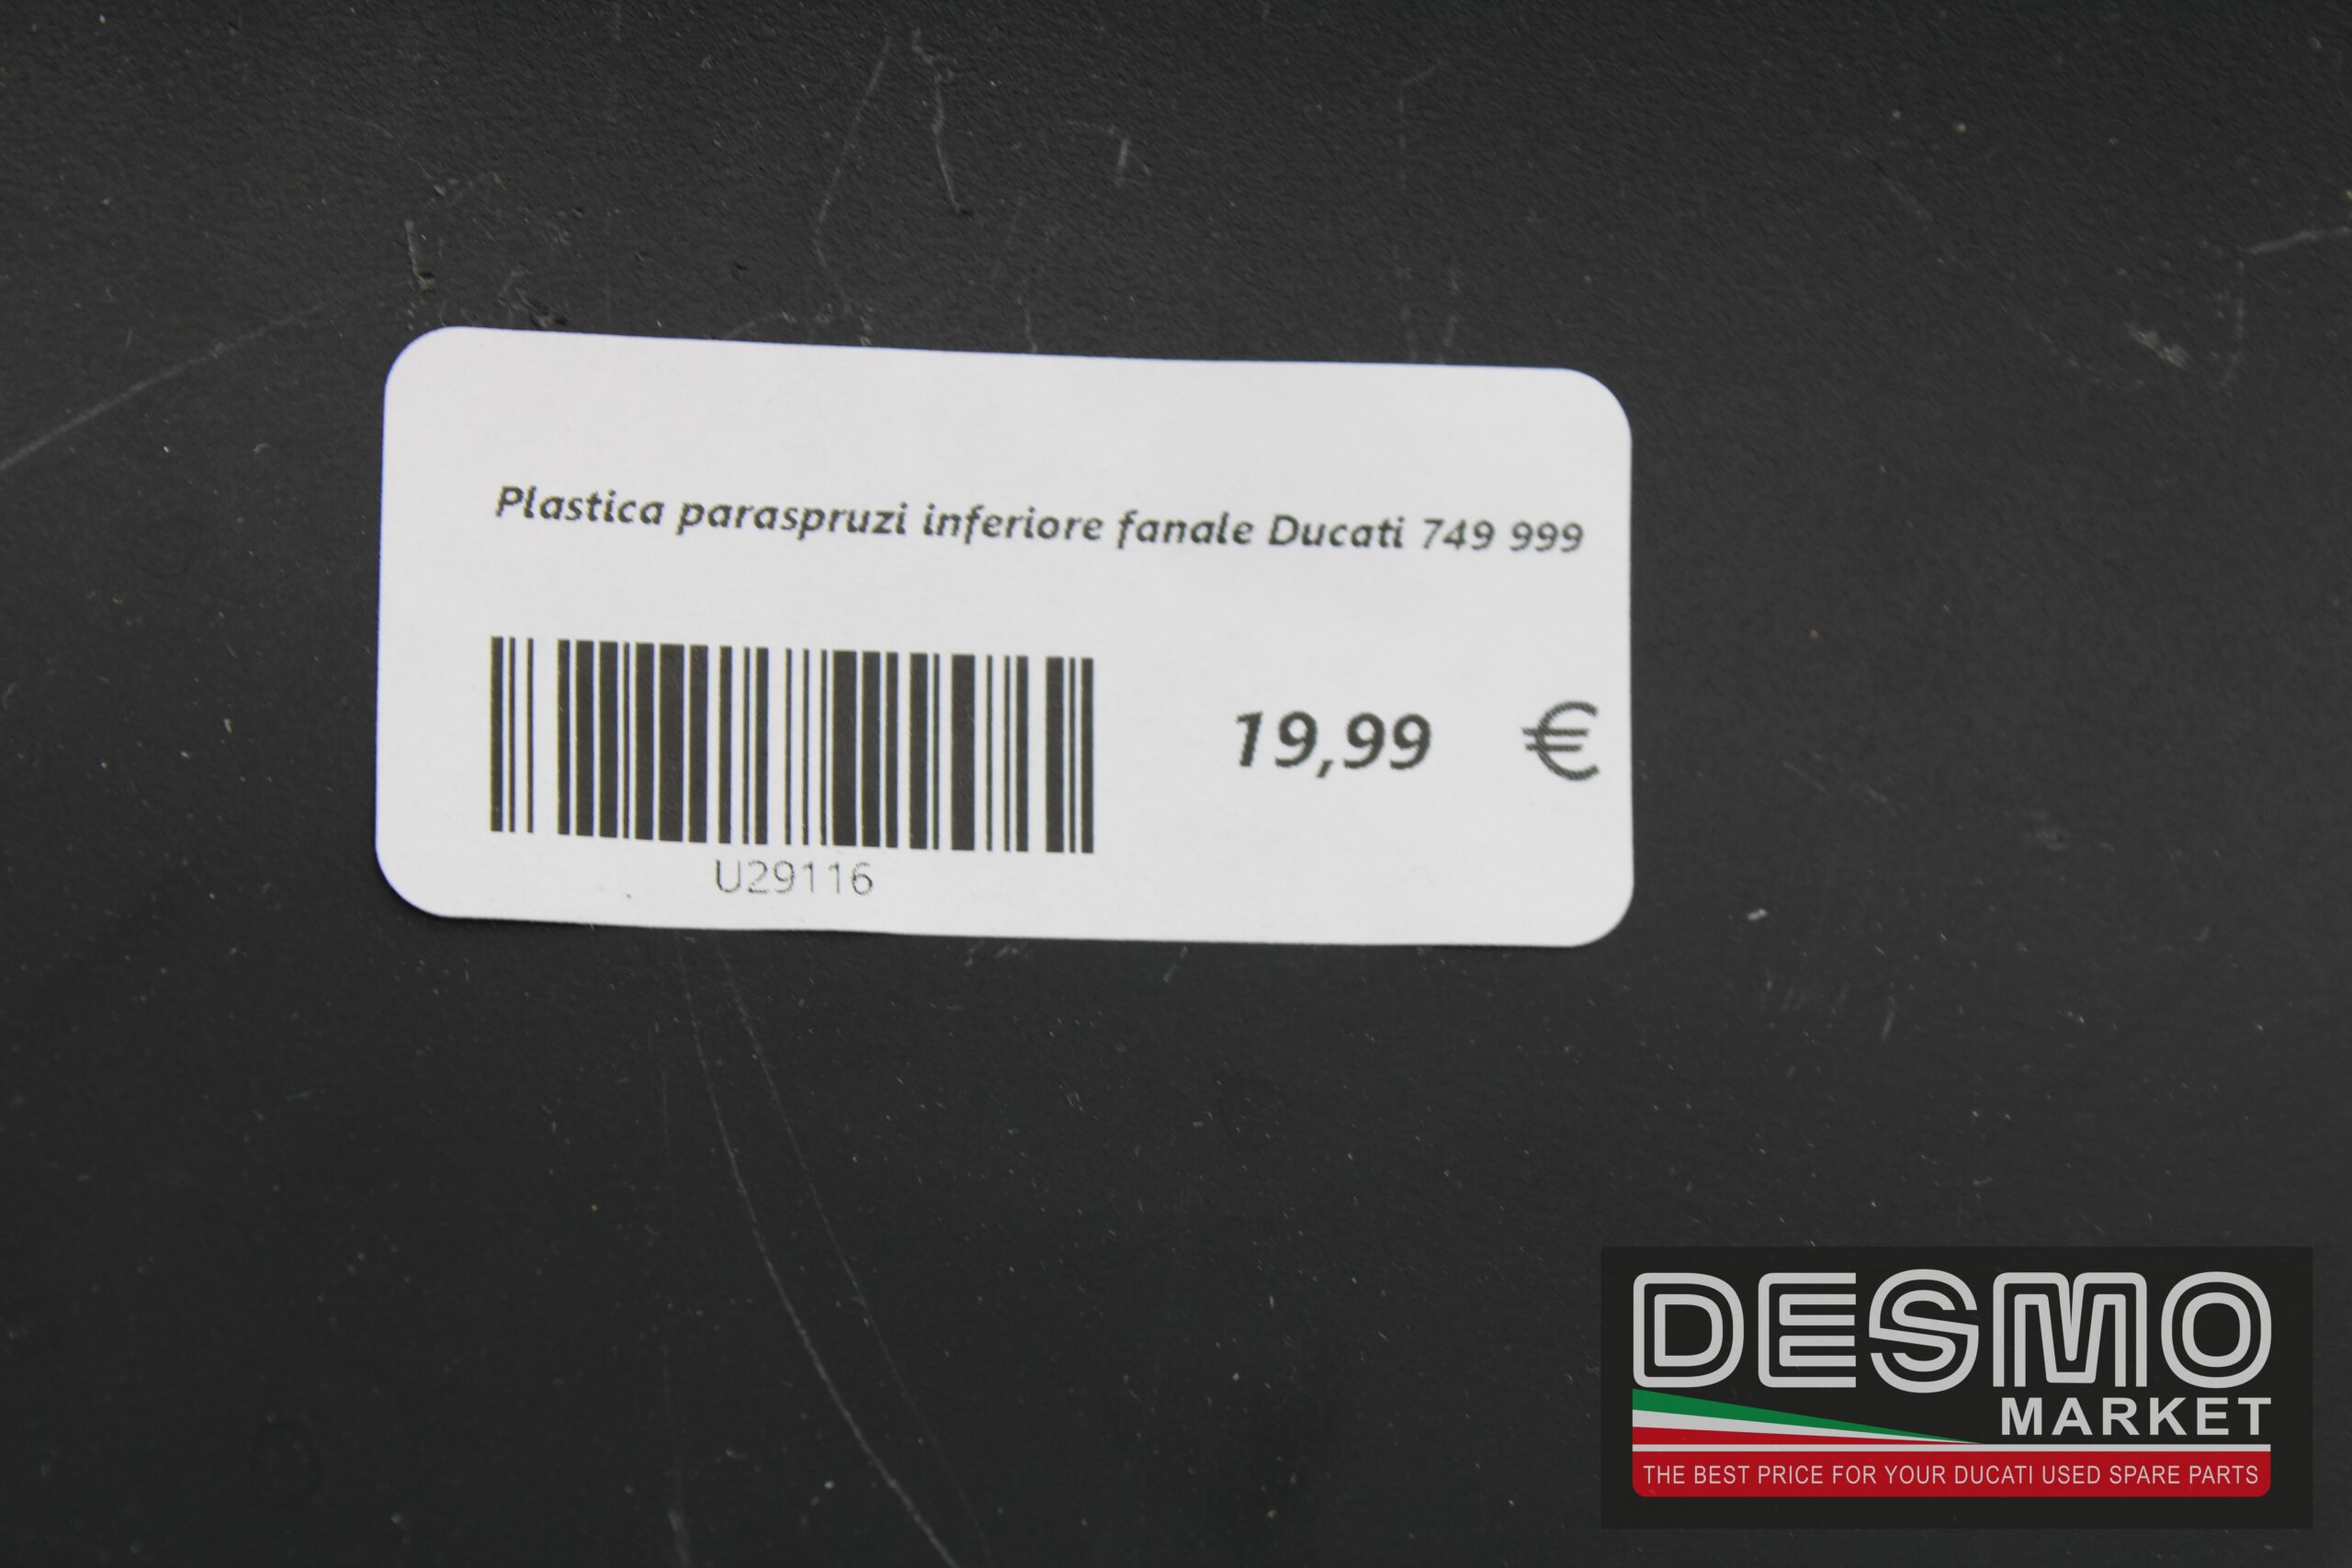 Plastica paraspruzi inferiore fanale Ducati 749 999
19,99 €
U29116
DESMO
MARKET
THE BEST PRICE FOR YOUR DUCATI USED SPARE PARTS